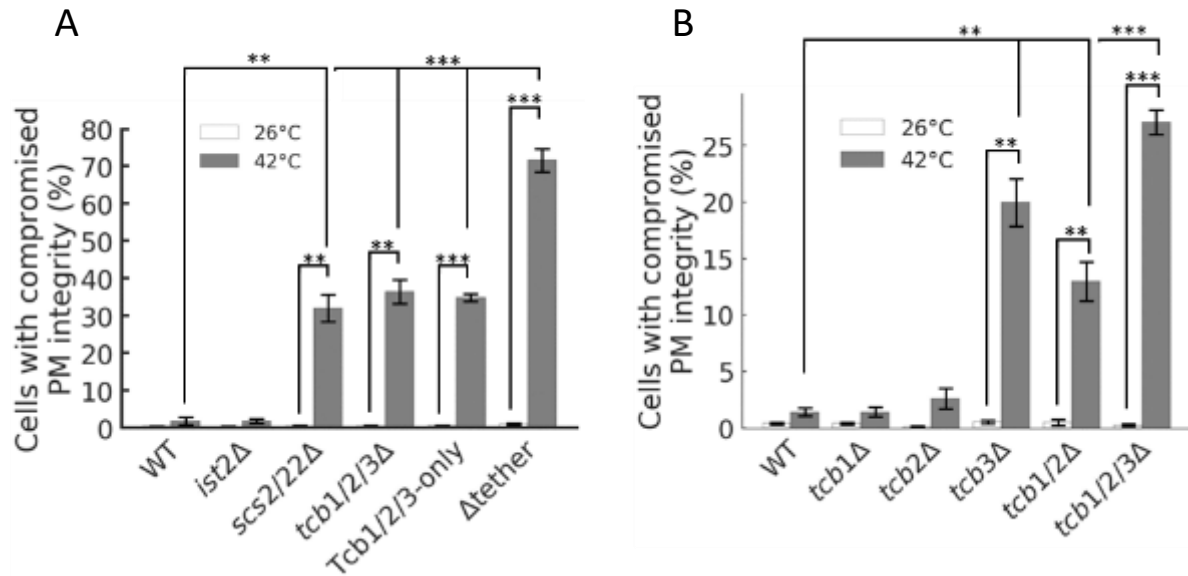 A
**
***
***
26°C
42°C
**
**
***
80
70
60
50
40
30
20
10
0
Cells with compromised
PM integrity (%)
WT
ist2Δ
scs2/22Δ
tcb1/2/3Δ
Tcb1/2/3-only
Δtether
B
**
***
***
26°C
42°C
**
**
25
20
15
10
5
0
Cells with compromised
PM integrity (%)
WT
tcb1Δ
tcb2Δ
tcb3Δ
tcb1/2Δ
tcb1/2/3Δ